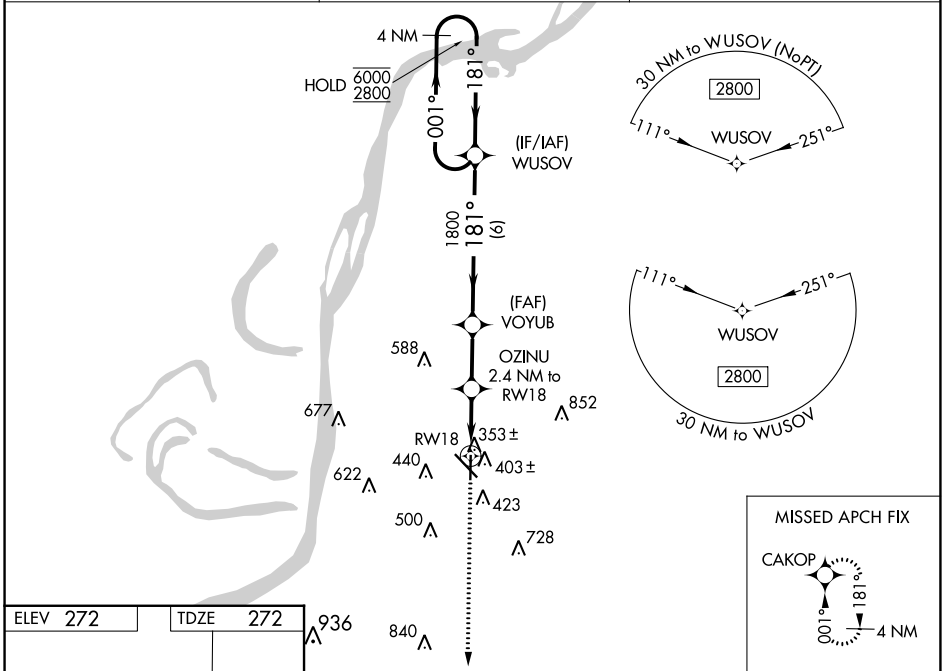 4 NM
HOLD 6000
2800
181°
001°
(IF/IAF)
WUSOV
1800
181°
(6)
(FAF)
VOYUB
588
OZINU
2.4 NM to
RW18
852
677
RW18
353±
440
403±
622
423
500
728
936
840
ELEV 272
TDZE 272
30 NM to WUSOV (NoPT)
2800
111°
WUSOV
251°
111°
251°
WUSOV
2800
30 NM to WUSOV
MISSED APCH FIX
CAKOP
181°
001°
4 NM